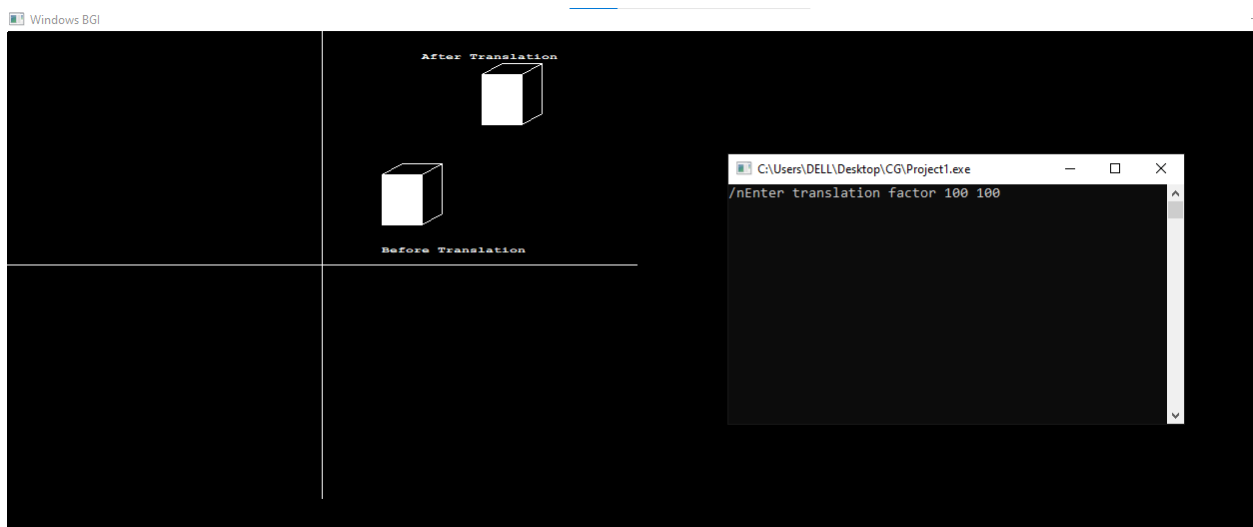 Windows BGI
After Translation
Before Translation
C:\Users\DELL\Desktop\CG\Project1.exe
/nEnter translation factor 100 100